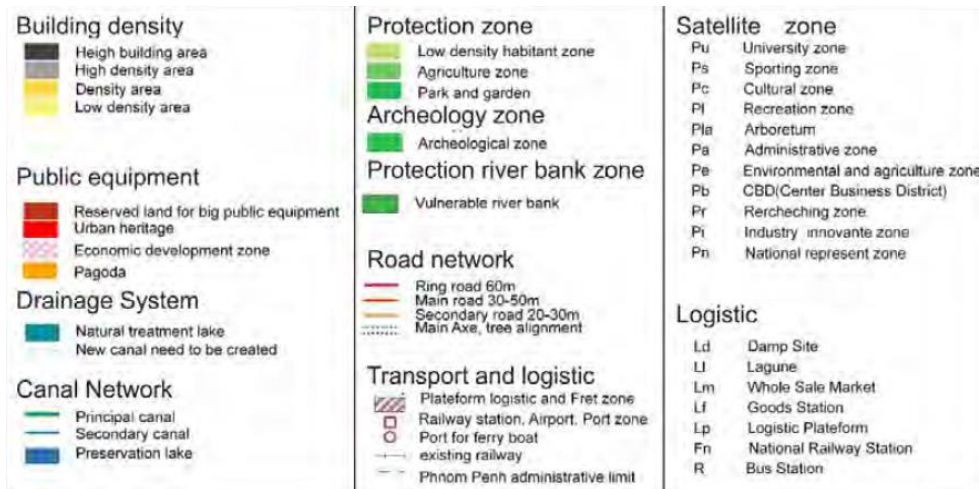 Building density
Heigh building area
High density area
Density area
Low density area
Public equipment
Reserved land for big public equipment
Urban heritage
Economic development zone
Pagoda
Drainage System
Natural treatment lake
New canal need to be created
Canal Network
Principal canal
Secondary canal
Preservation lake
Protection zone
Low density habitant zone
Agriculture zone
Park and garden
Archeology zone
Archeological zone
Protection river bank zone
Vulnerable river bank
Road network
Ring road 60m
Main road 30-50m
Secondary road 20-30m
Main Axe, tree alignment
Transport and logistic
Plateform logistic and Fret zone
Railway station, Airport, Port zone
Port for ferry boat
existing railway
Phnom Penh administrative limit
Satellite zone
Pu University zone
Ps Sporting zone
Pc Cultural zone
Pl Recreation zone
Pla Arboretum
Pa Administrative zone
Pe Environmental and agriculture zone
Pb CBD(Center Business District)
Pr Rercheching zone
Pi Industry innovante zone
Pn National represent zone
Logistic
Ld Damp Site
Ll Lagune
Lm Whole Sale Market
Lf Goods Station
Lp Logistic Plateform
Fn National Railway Station
R Bus Station